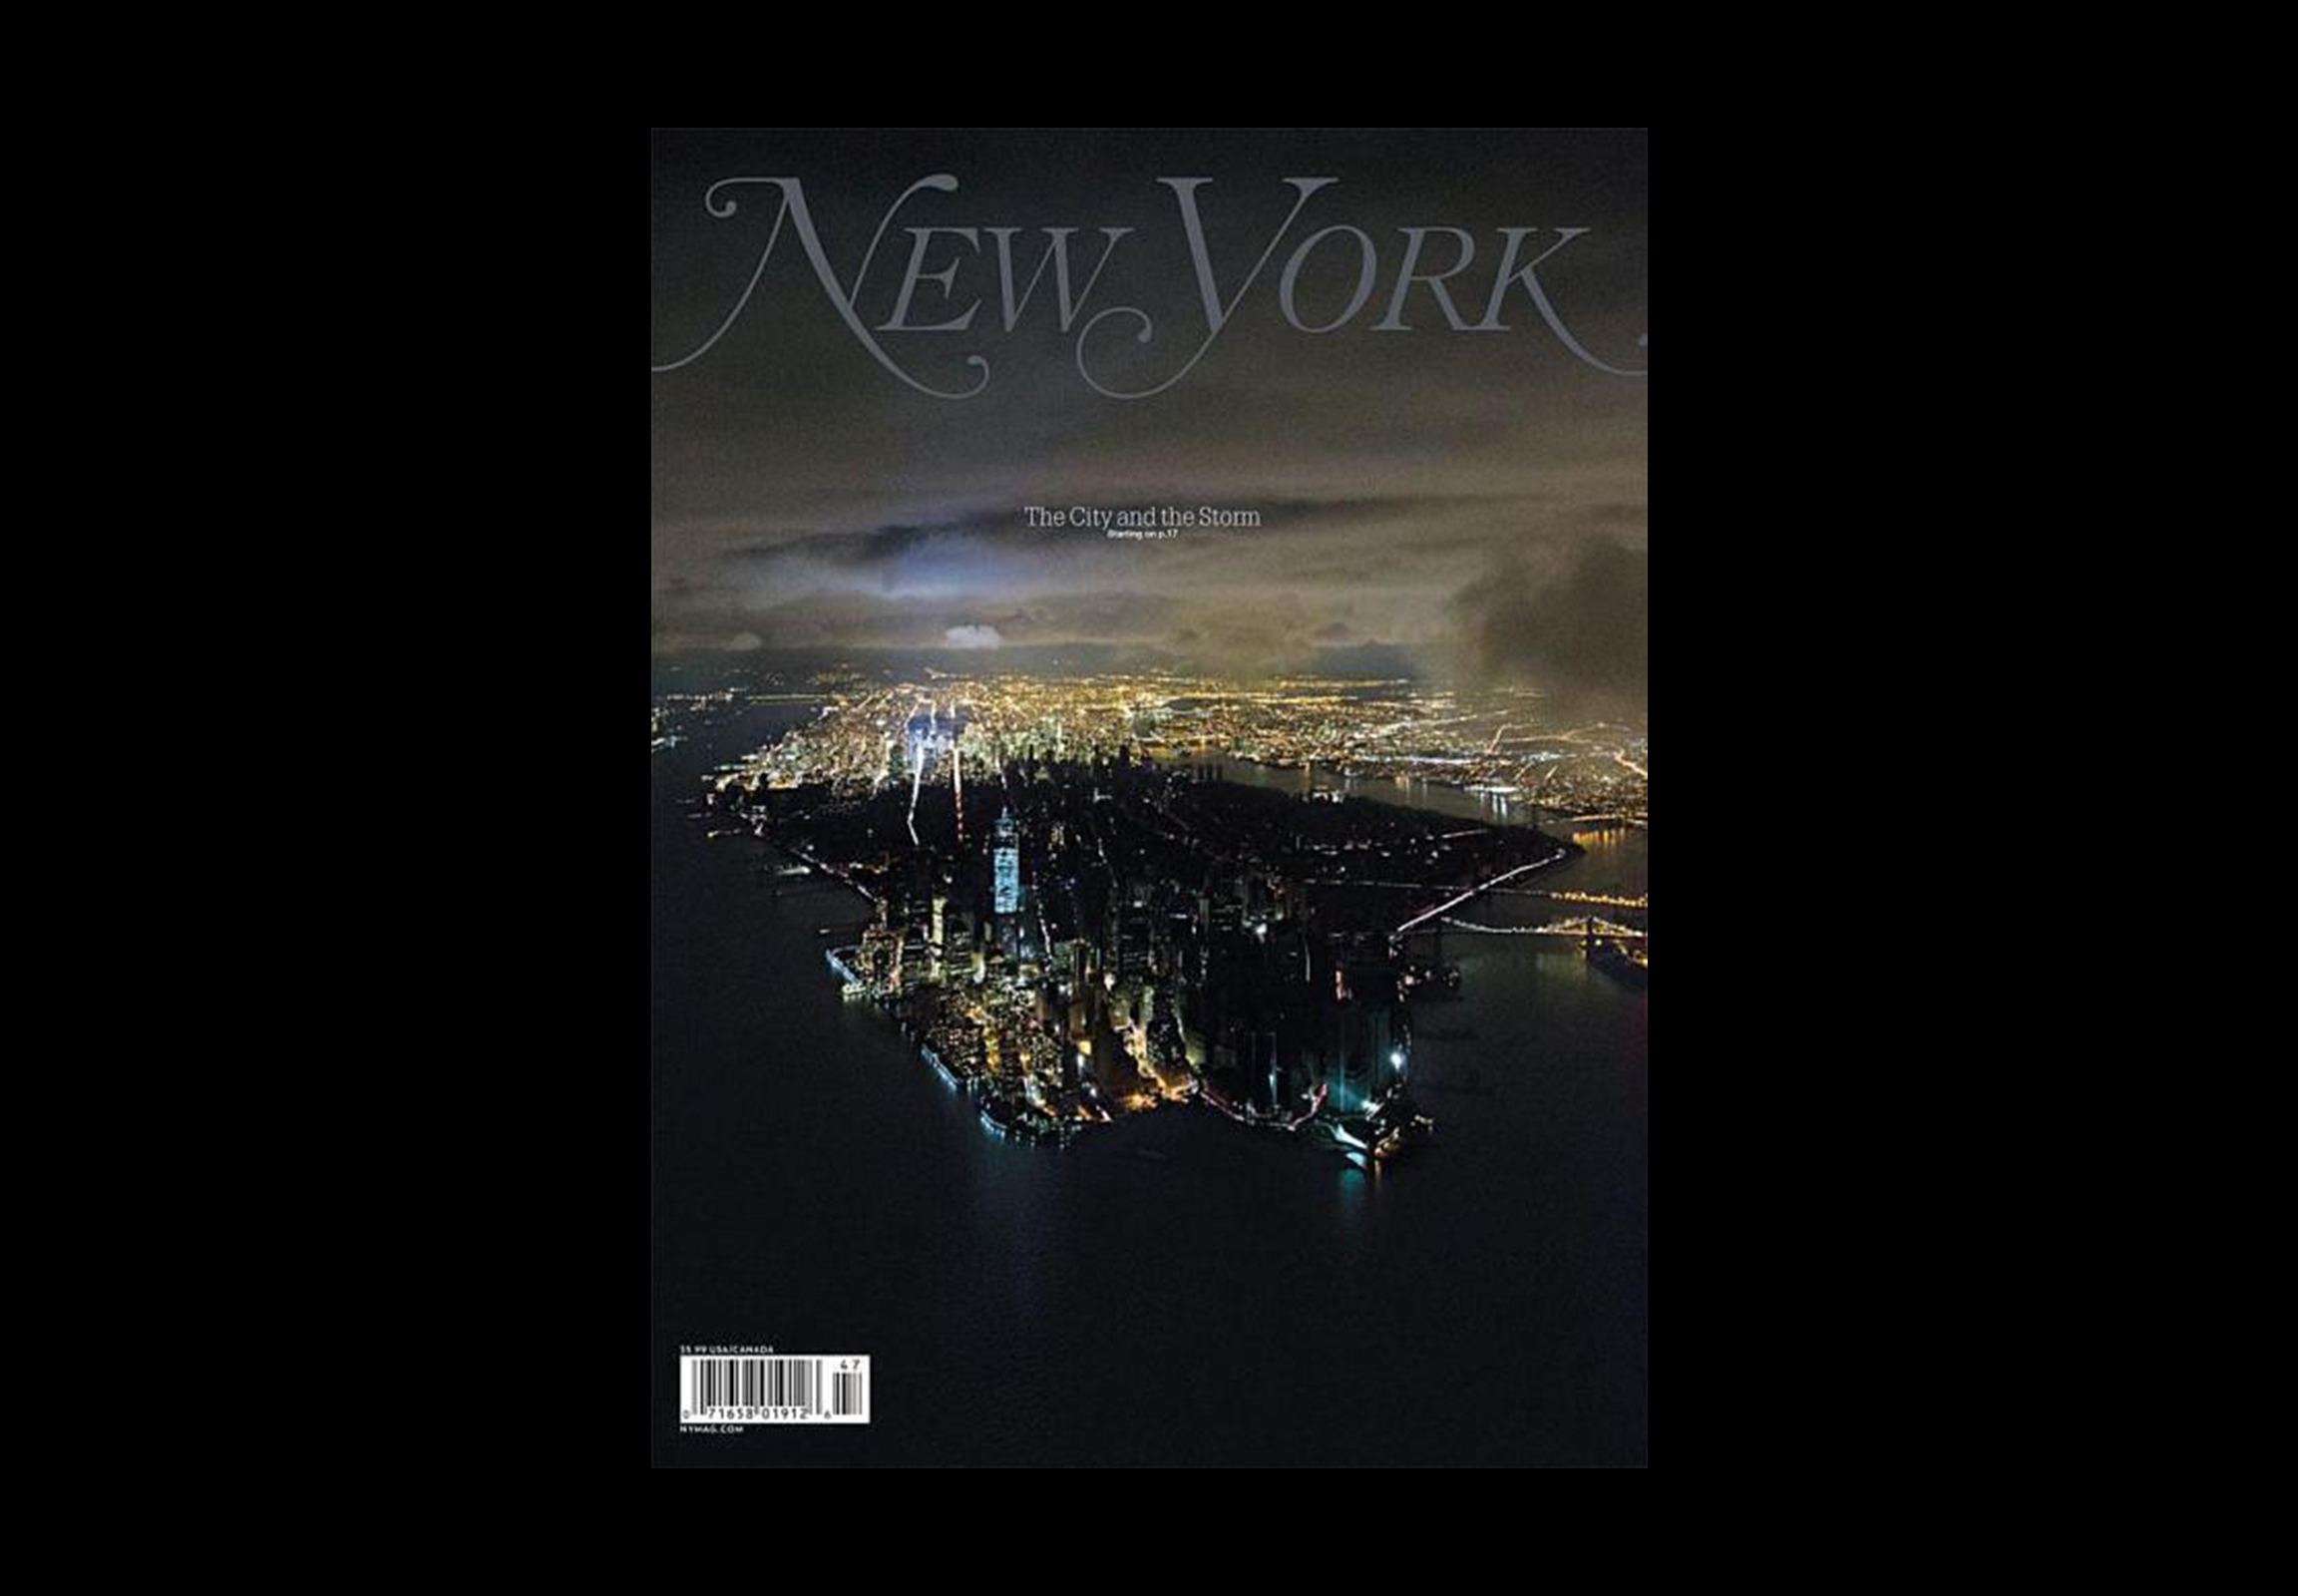 NEW YORK
The City and the Storm
Starting on p.17
$5.99 USA/CANADA
47
0 71658 01912 6
NYMAG.COM